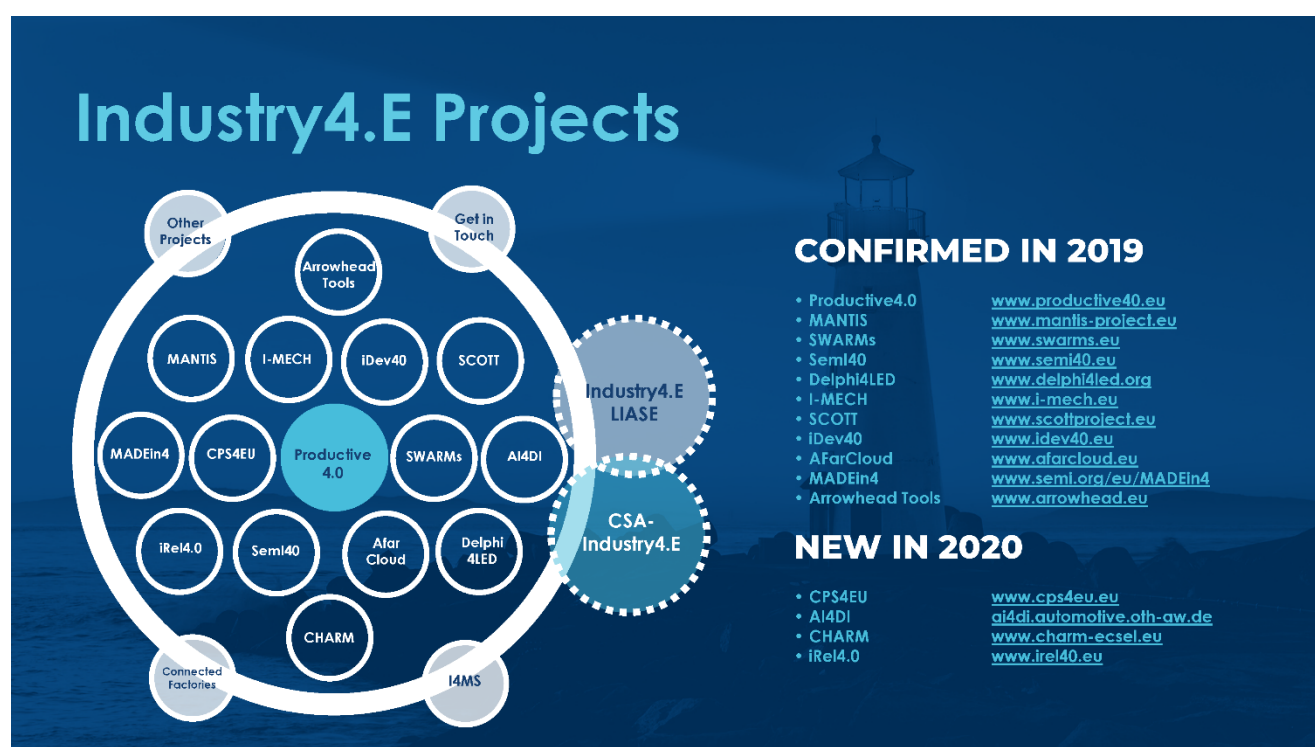 Industry4.E Projects
Other
Projects
Get in
Touch
Arrowhead
Tools
MANTIS
I-MECH
iDev40
SCOTT
Industry4.E
LIASE
MADEin4
CPS4EU
Productive
4.0
SWARMs
AI4DI
CSA-
Industry4.E
iRel4.0
SemI40
Afar
Cloud
Delphi
4LED
CHARM
Connected
Factories
I4MS
CONFIRMED IN 2019
• Productive4.0 www.productive40.eu
• MANTIS www.mantis-project.eu
• SWARMs www.swarms.eu
• SemI40 www.semi40.eu
• Delphi4LED www.delphi4led.org
• I-MECH www.i-mech.eu
• SCOTT www.scottproject.eu
• iDev40 www.idev40.eu
• AFarCloud www.afarcloud.eu
• MADEin4 www.semi.org/eu/MADEin4
• Arrowhead Tools www.arrowhead.eu
NEW IN 2020
• CPS4EU www.cps4eu.eu
• AI4DI ai4di.automotive.oth-aw.de
• CHARM www.charm-ecsel.eu
• iRel4.0 www.irel40.eu